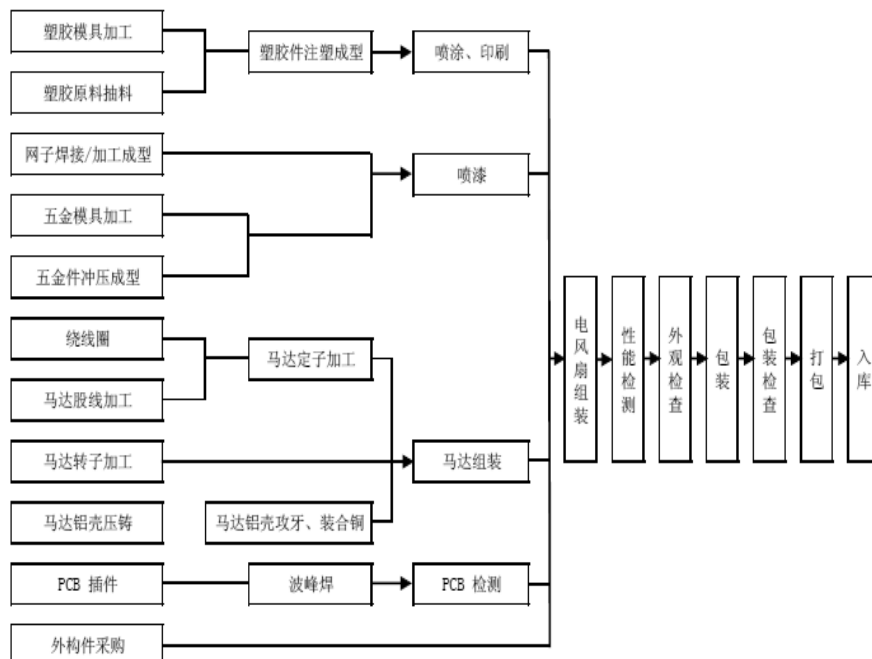 塑胶模具加工
塑胶件注塑成型
喷涂、印刷
塑胶原料抽料
网子焊接/加工成型
喷漆
五金模具加工
五金件冲压成型
绕线圈
马达定子加工
马达股线加工
马达转子加工
马达组装
马达铝壳压铸
马达铝壳攻牙、装合铜
PCB 插件
波峰焊
PCB 检测
外构件采购
电风扇组装
性能检测
外观检查
包装
包装检查
打包
入库